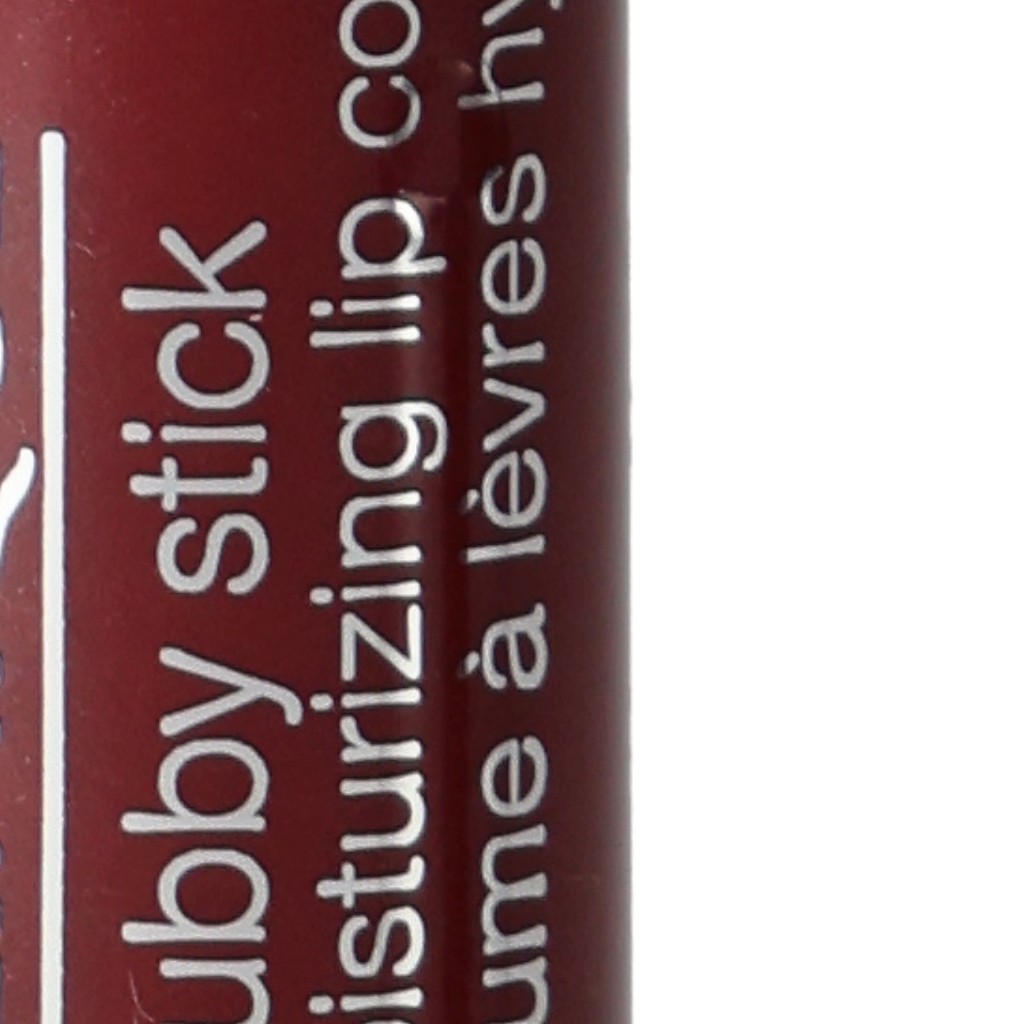 ubby stick
isturizing lip co
ume à lèvres hy